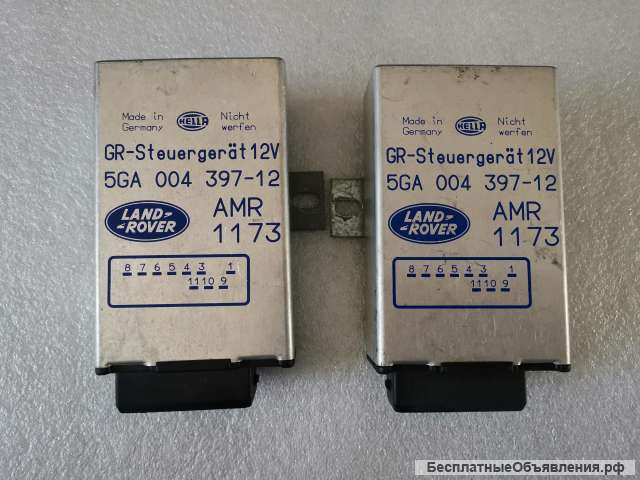 Made in Germany HELLA Nicht werfen
GR-Steuergerät 12V
5GA 004 397-12
LAND-ROVER AMR 1173
8 7 6 5 4 3 1
11 10 9
Made in Germany HELLA Nicht werfen
GR-Steuergerät 12V
5GA 004 397-12
LAND-ROVER AMR 1173
8 7 6 5 4 3 1
11 10 9
БесплатныеОбъявления.рф